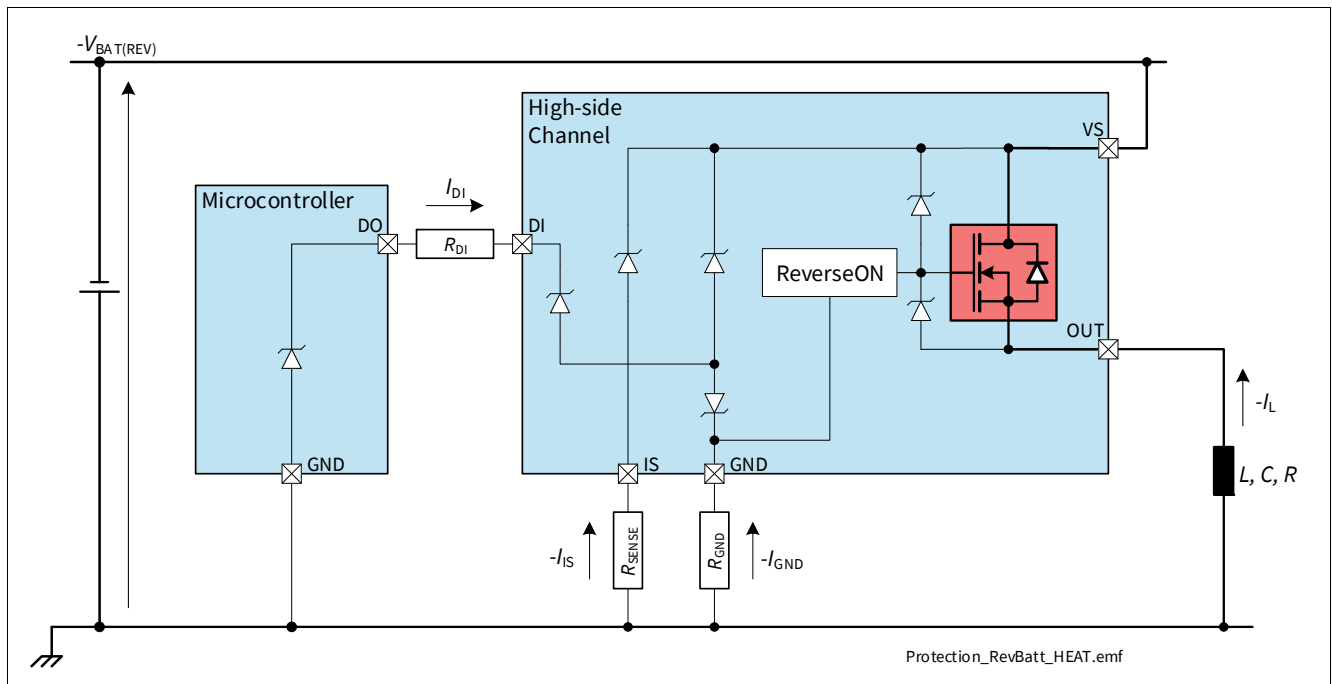 -VBAT(REV)
High-side
Channel
VS
Microcontroller
IDI
DO
RDI
DI
ReverseON
OUT
-IL
GND
IS
GND
L, C, R
-IIS
RSENSE
RGND
-IGND
Protection_RevBatt_HEAT.emf